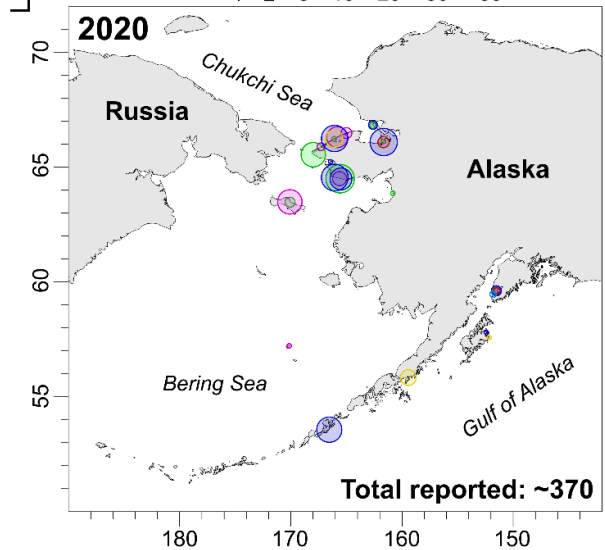 2020
70
Chukchi Sea
Russia
65
Alaska
60
55
Bering Sea
Gulf of Alaska
Total reported: ~370
180
170
160
150